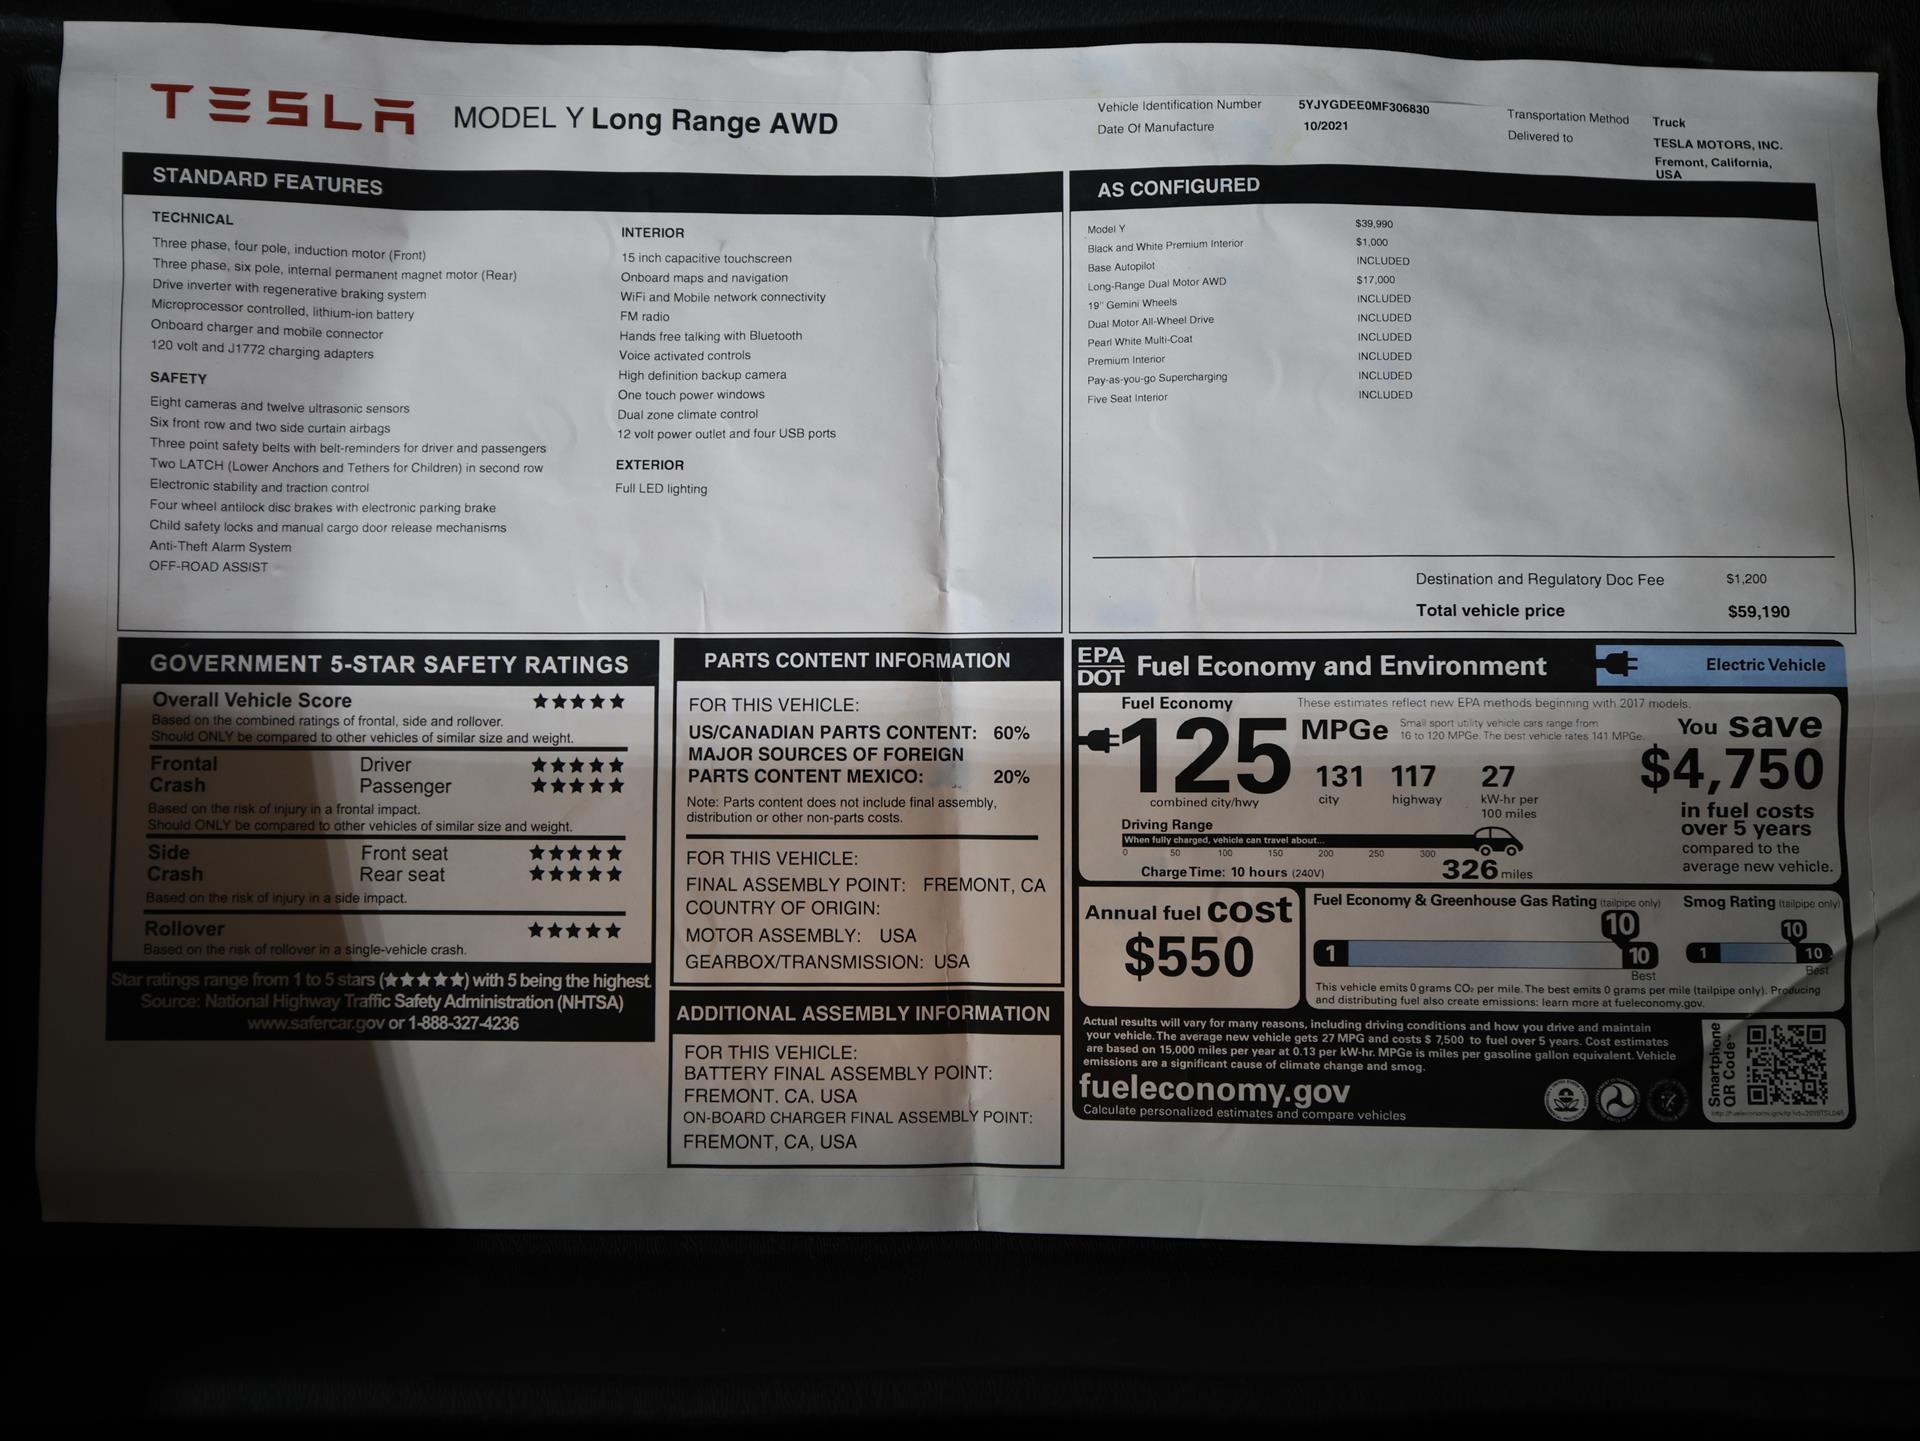 TESLA MODEL Y Long Range AWD
Vehicle Identification Number 5YJYGDEE0MF306830
Date Of Manufacture 10/2021
Transportation Method Truck
Delivered to TESLA MOTORS, INC.
Fremont, California,
USA
STANDARD FEATURES
TECHNICAL
Three phase, four pole, induction motor (Front)
Three phase, six pole, internal permanent magnet motor (Rear)
Drive inverter with regenerative braking system
Microprocessor controlled, lithium-ion battery
Onboard charger and mobile connector
120 volt and J1772 charging adapters
SAFETY
Eight cameras and twelve ultrasonic sensors
Six front row and two side curtain airbags
Three point safety belts with belt-reminders for driver and passengers
Two LATCH (Lower Anchors and Tethers for Children) in second row
Electronic stability and traction control
Four wheel antilock disc brakes with electronic parking brake
Child safety locks and manual cargo door release mechanisms
Anti-Theft Alarm System
OFF-ROAD ASSIST
INTERIOR
15 inch capacitive touchscreen
Onboard maps and navigation
WiFi and Mobile network connectivity
FM radio
Hands free talking with Bluetooth
Voice activated controls
High definition backup camera
One touch power windows
Dual zone climate control
12 volt power outlet and four USB ports
EXTERIOR
Full LED lighting
AS CONFIGURED
Model Y $39,990
Black and White Premium Interior $1,000
Base Autopilot INCLUDED
Long-Range Dual Motor AWD $17,000
19" Gemini Wheels INCLUDED
Dual Motor All-Wheel Drive INCLUDED
Pearl White Multi-Coat INCLUDED
Premium Interior INCLUDED
Pay-as-you-go Supercharging INCLUDED
Five Seat Interior INCLUDED
Destination and Regulatory Doc Fee $1,200
Total vehicle price $59,190
GOVERNMENT 5-STAR SAFETY RATINGS
Overall Vehicle Score ★★★★★
Based on the combined ratings of frontal, side and rollover.
Should ONLY be compared to other vehicles of similar size and weight.
Frontal Driver ★★★★★
Crash Passenger ★★★★★
Based on the risk of injury in a frontal impact.
Should ONLY be compared to other vehicles of similar size and weight.
Side Front seat ★★★★★
Crash Rear seat ★★★★★
Based on the risk of injury in a side impact.
Rollover ★★★★★
Based on the risk of rollover in a single-vehicle crash.
Star ratings range from 1 to 5 stars (★★★★★) with 5 being the highest.
Source: National Highway Traffic Safety Administration (NHTSA)
www.safercar.gov or 1-888-327-4236
PARTS CONTENT INFORMATION
FOR THIS VEHICLE:
US/CANADIAN PARTS CONTENT: 60%
MAJOR SOURCES OF FOREIGN
PARTS CONTENT MEXICO: 20%
Note: Parts content does not include final assembly,
distribution or other non-parts costs.
FOR THIS VEHICLE:
FINAL ASSEMBLY POINT: FREMONT, CA
COUNTRY OF ORIGIN:
MOTOR ASSEMBLY: USA
GEARBOX/TRANSMISSION: USA
ADDITIONAL ASSEMBLY INFORMATION
FOR THIS VEHICLE:
BATTERY FINAL ASSEMBLY POINT:
FREMONT. CA. USA
ON-BOARD CHARGER FINAL ASSEMBLY POINT:
FREMONT, CA, USA
EPA
DOT Fuel Economy and Environment
Electric Vehicle
Fuel Economy
These estimates reflect new EPA methods beginning with 2017 models.
125 MPGe
combined city/hwy
Small sport utility vehicle cars range from
16 to 120 MPGe. The best vehicle rates 141 MPGe.
131 117 27
city highway kW-hr per
100 miles
Driving Range
When fully charged, vehicle can travel about...
0 50 100 150 200 250 300
326 miles
Charge Time: 10 hours (240V)
You save
$4,750
in fuel costs
over 5 years
compared to the
average new vehicle.
Annual fuel cost
$550
Fuel Economy & Greenhouse Gas Rating (tailpipe only)
10
1 10
Best
Smog Rating (tailpipe only)
10
1 10
Best
This vehicle emits 0 grams CO₂ per mile. The best emits 0 grams per mile (tailpipe only). Producing
and distributing fuel also create emissions: learn more at fueleconomy.gov.
Actual results will vary for many reasons, including driving conditions and how you drive and maintain
your vehicle. The average new vehicle gets 27 MPG and costs $ 7,500 to fuel over 5 years. Cost estimates
are based on 15,000 miles per year at 0.13 per kW-hr. MPGe is miles per gasoline gallon equivalent. Vehicle
emissions are a significant cause of climate change and smog.
fueleconomy.gov
Calculate personalized estimates and compare vehicles
Smartphone
QR Code™